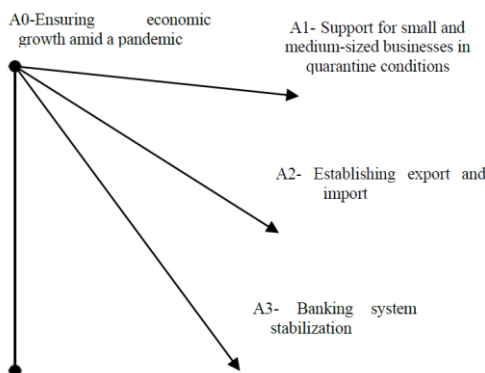 A0-Ensuring economic
growth amid a pandemic
A1- Support for small and
medium-sized businesses in
quarantine conditions
A2- Establishing export and
import
A3- Banking system
stabilization